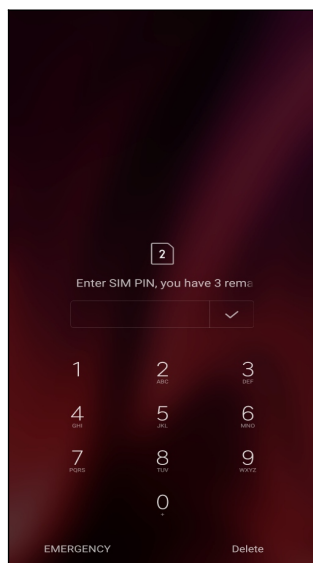 2
Enter SIM PIN, you have 3 rema
1 2 3
ABC DEF
4 5 6
GHI JKL MNO
7 8 9
PQRS TUV WXYZ
0
+
EMERGENCY Delete